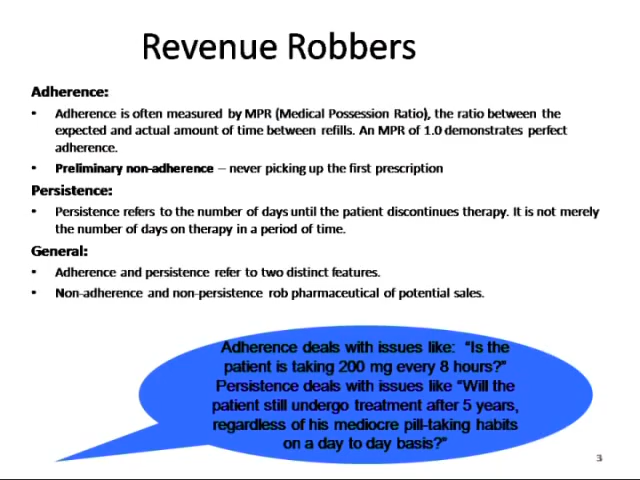 Revenue Robbers
Adherence:
• Adherence is often measured by MPR (Medical Possession Ratio), the ratio between the
expected and actual amount of time between refills. An MPR of 1.0 demonstrates perfect
adherence.
• Preliminary non-adherence – never picking up the first prescription
Persistence:
• Persistence refers to the number of days until the patient discontinues therapy. It is not merely
the number of days on therapy in a period of time.
General:
• Adherence and persistence refer to two distinct features.
• Non-adherence and non-persistence rob pharmaceutical of potential sales.
Adherence deals with issues like: “Is the
patient is taking 200 mg every 8 hours?”
Persistence deals with issues like “Will the
patient still undergo treatment after 5 years,
regardless of his mediocre pill-taking habits
on a day to day basis?”
3